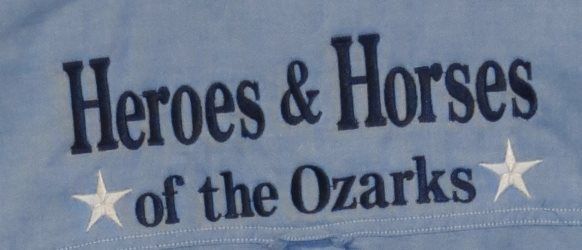 Heroes & Horses
of the Ozarks